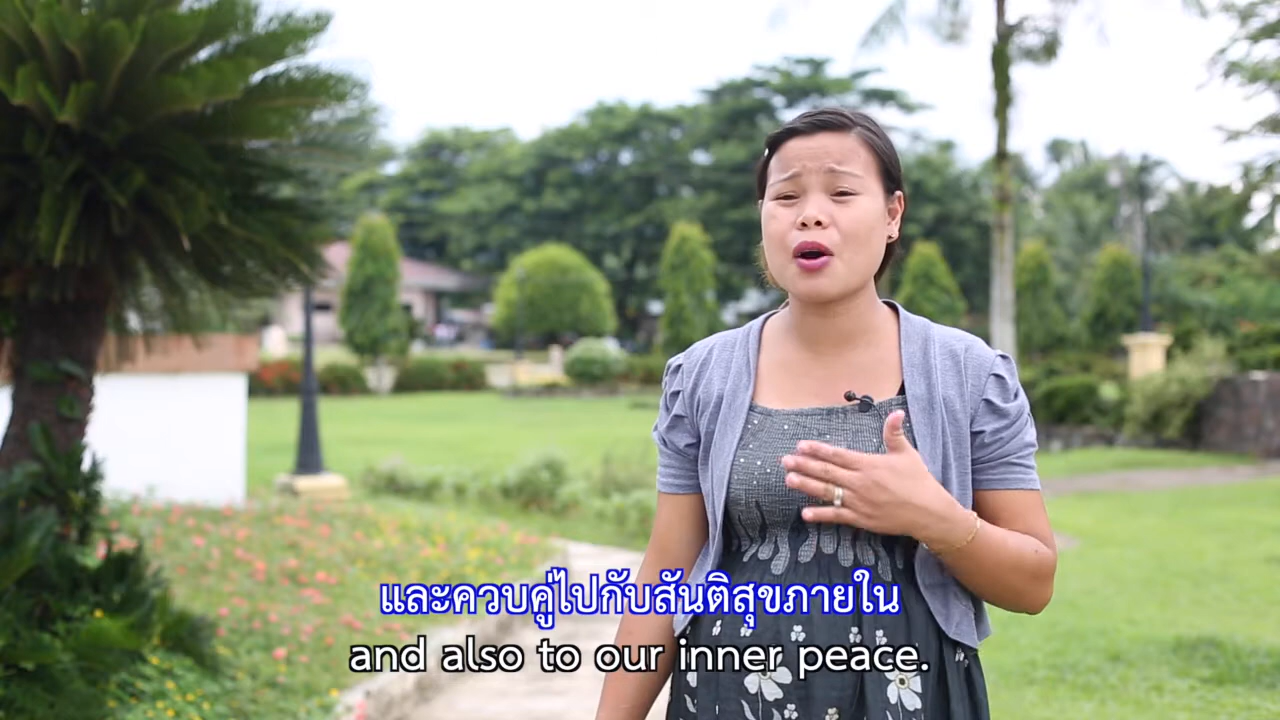 และควบคู่ไปกับสันติสุขภายใน
and also to our inner peace.